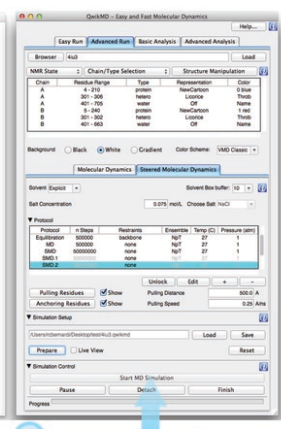 QwikMD - Easy and Fast Molecular Dynamics
Help...
Easy Run Advanced Run Basic Analysis Advanced Analysis
Browser 4iu3 Load
NMR State Chain/Type Selection Structure Manipulation
Chain Residue Range Type Representation Color
A 4 - 210 protein NewCartoon 0 blue
A 301 - 306 hetero Licorice Throb
A 401 - 705 water Off Name
B 5 - 240 protein NewCartoon 1 red
B 301 - 302 hetero Licorice Throb
B 401 - 663 water Off Name
Background Black White Gradient Color Scheme: VMD Classic
Molecular Dynamics Steered Molecular Dynamics
Solvent Explicit Solvent Box buffer: 10
Salt Concentration 0.075 mol/L Choose Salt NaCl
Protocol
Protocol n Steps Restraints Ensemble Temp (C) Pressure (atm)
Equilibration 500000 backbone NpT 27 1
MD 500000 none NpT 27 1
SMD 50000000 none NpT 27 1
SMD.1 none NpT 27 1
SMD.2 none
Unlock Edit + -
Pulling Residues Show Pulling Distance 500.0 A
Anchoring Residues Show Pulling Speed 0.25 A/ns
Simulation Setup
/Users/rbernardi/Desktop/test/4iu3.qwikmd Load Save
Prepare Live View Reset
Simulation Control
Start MD Simulation
Pause Detach Finish
Progress